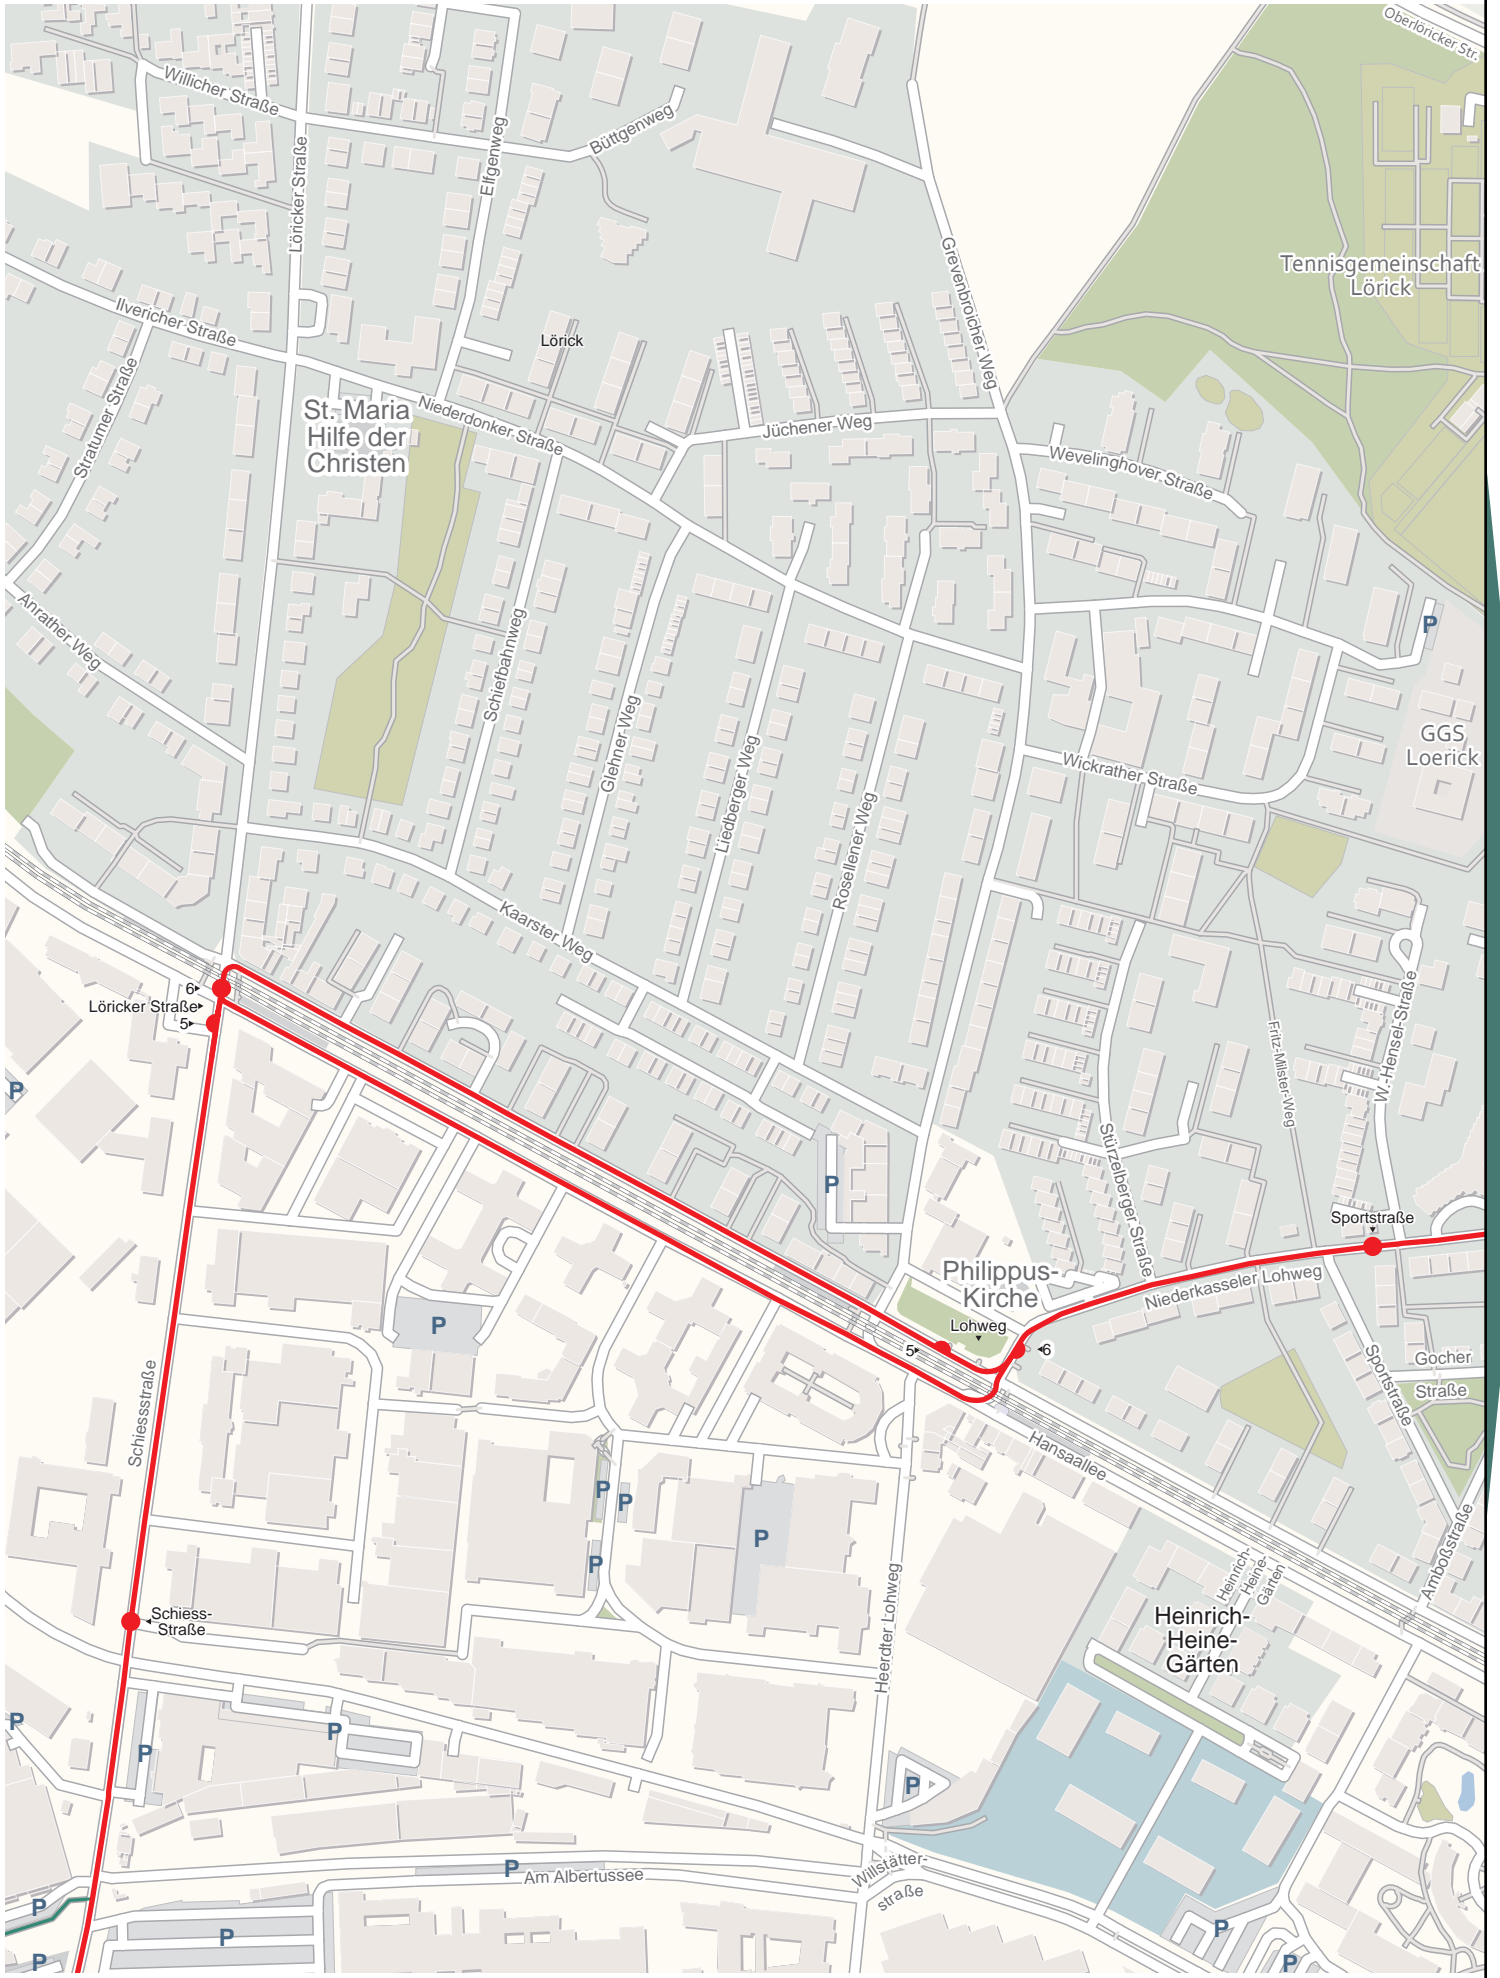 Oberlöricker Str.
Willicher Straße
Büttgenweg
Elfgenweg
Löricker Straße
Grevenbroicher Weg
Tennisgemeinschaft
Lörick
Ilvericher Straße
Lörick
Stratumer Straße
St. Maria
Hilfe der
Christen
Niederdonker Straße
Jüchener Weg
Wevelinghover Straße
Anrather Weg
Schiefbahnweg
Glehner Weg
Liedberger Weg
Rosellener Weg
P
GGS
Loerick
Wickrather Straße
Kaarster Weg
6
Löricker Straße
5
P
Fritz-Milster-Weg
W.-Hensel-Straße
Stürzelberger Straße
P
Sportstraße
Philippus-
Kirche
Niederkasseler Lohweg
Lohweg
5
6
P
Schiessstraße
Sportstraße
Gocher
Straße
Hansaallee
P
P
P
P
Heerdter Lohweg
Heinrich-
Heine-
Gärten
Amboßstraße
Schiess-
Straße
Heinrich-
Heine-
Gärten
P
P
P
P
Am Albertussee
P
Willstätter-
straße
P
P
P
P
P